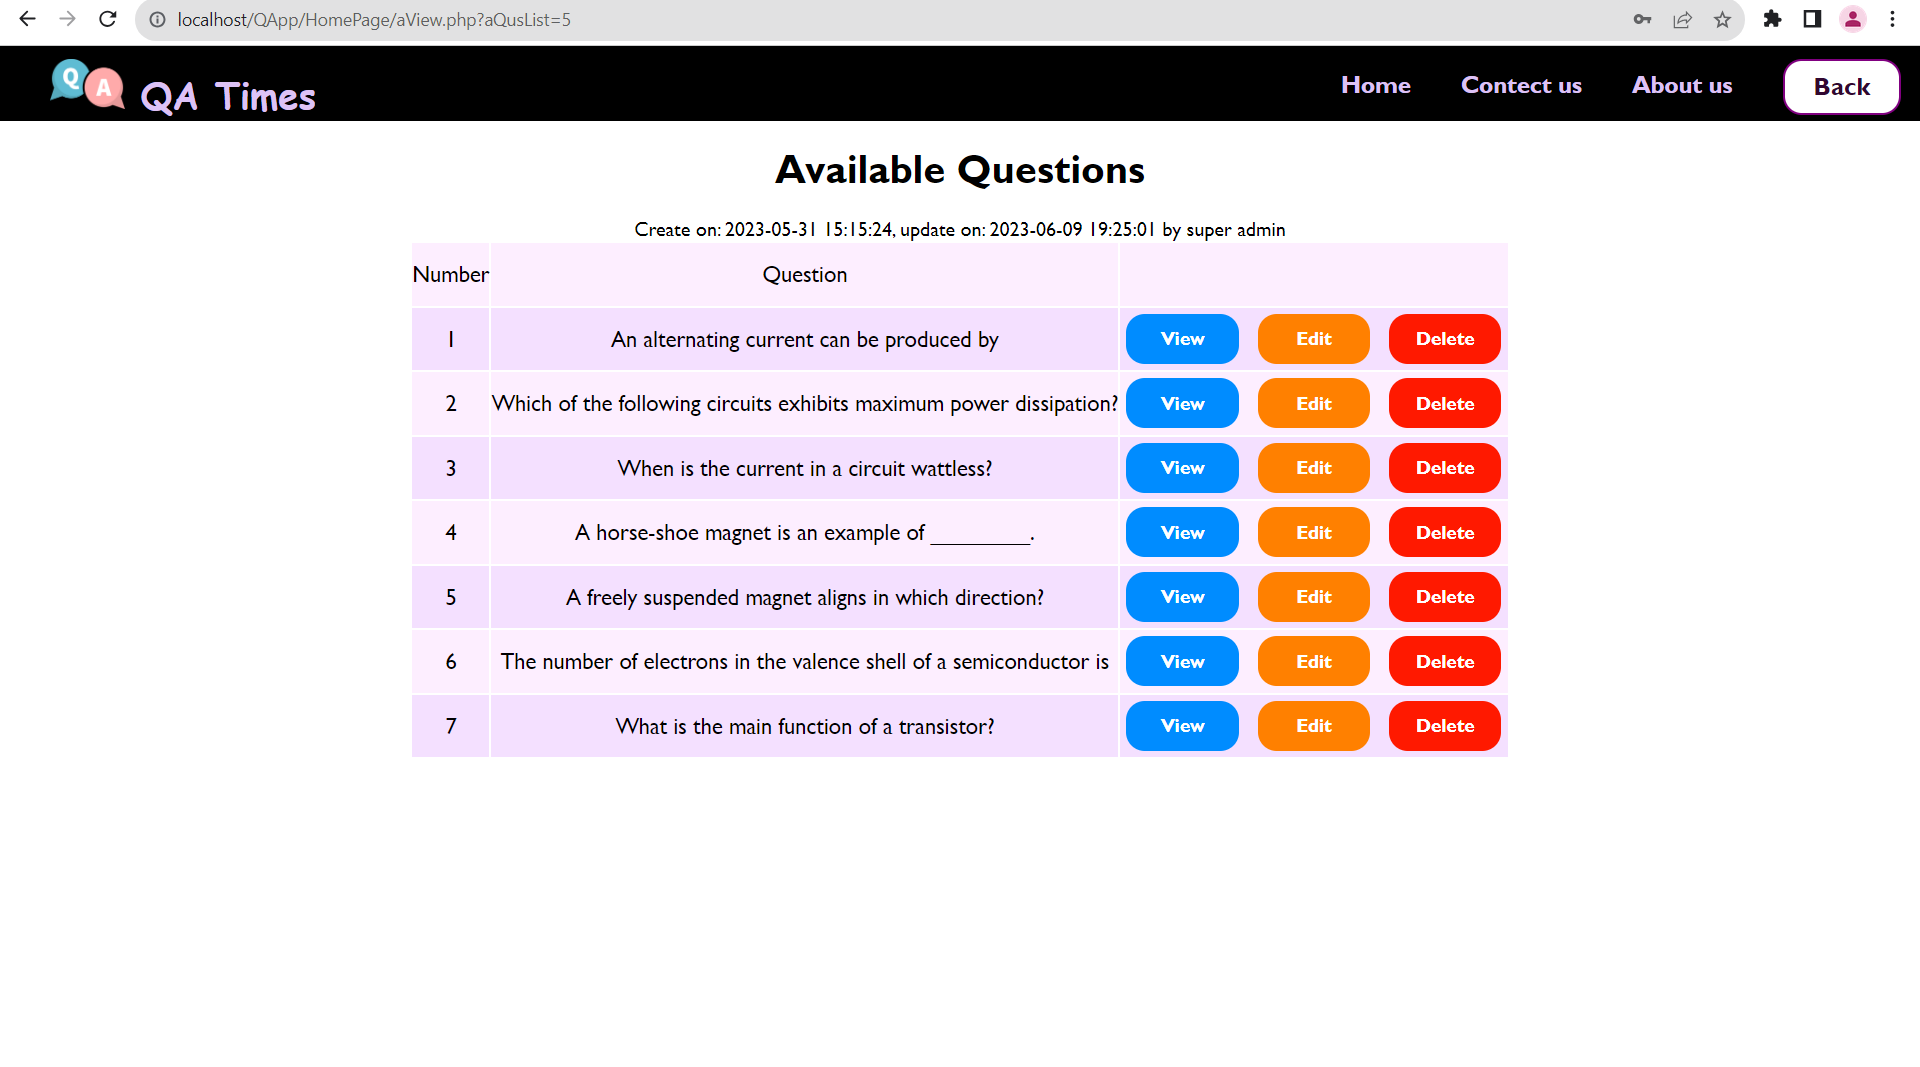 localhost/QApp/HomePage/aView.php?aQusList=5
Q A QA Times Home Contect us About us Back
Available Questions
Create on: 2023-05-31 15:15:24, update on: 2023-06-09 19:25:01 by super admin
Number Question
1 An alternating current can be produced by View Edit Delete
2 Which of the following circuits exhibits maximum power dissipation? View Edit Delete
3 When is the current in a circuit wattless? View Edit Delete
4 A horse-shoe magnet is an example of _________. View Edit Delete
5 A freely suspended magnet aligns in which direction? View Edit Delete
6 The number of electrons in the valence shell of a semiconductor is View Edit Delete
7 What is the main function of a transistor? View Edit Delete